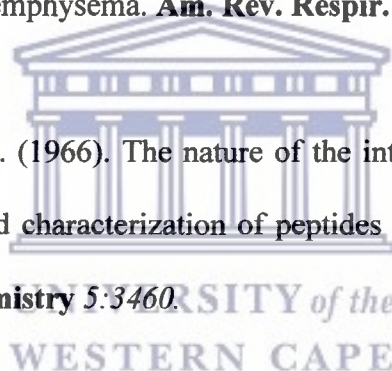 emphysema. Am. Rev. Respir.
. (1966). The nature of the int
d characterization of peptides
mistry 5:3460.
UNIVERSITY of the
WESTERN CAPE